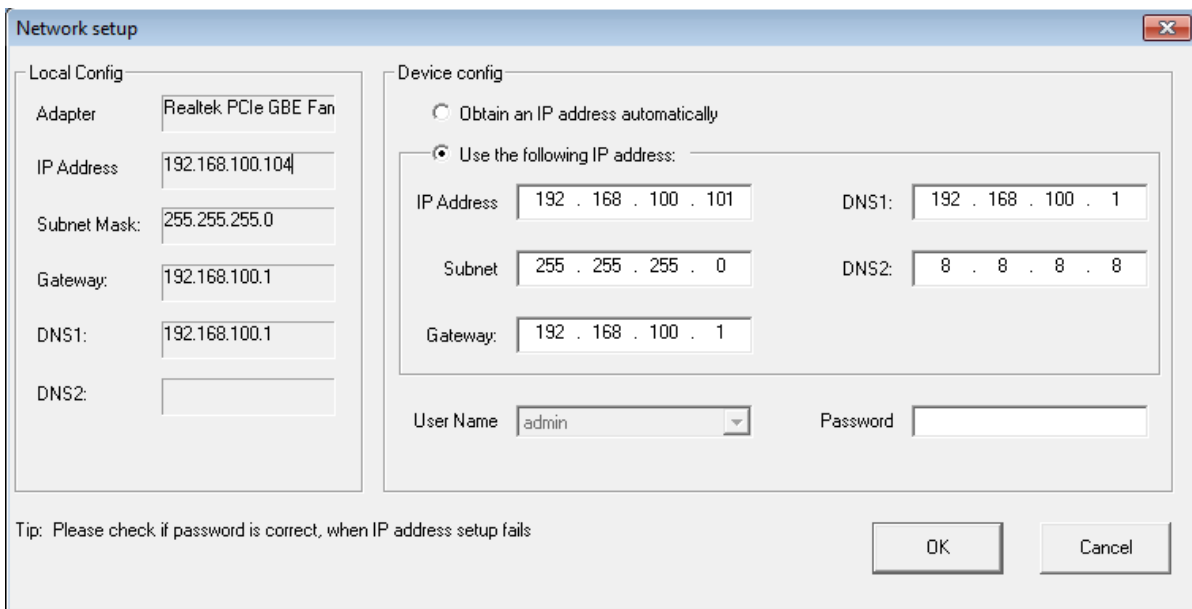 Network setup
Local Config
Adapter
Realtek PCIe GBE Fan
IP Address
192.168.100.104
Subnet Mask:
255.255.255.0
Gateway:
192.168.100.1
DNS1:
192.168.100.1
DNS2:
Device config
Obtain an IP address automatically
Use the following IP address:
IP Address
192 . 168 . 100 . 101
DNS1:
192 . 168 . 100 . 1
Subnet
255 . 255 . 255 . 0
DNS2:
8 . 8 . 8 . 8
Gateway:
192 . 168 . 100 . 1
User Name
admin
Password
Tip: Please check if password is correct, when IP address setup fails
OK
Cancel